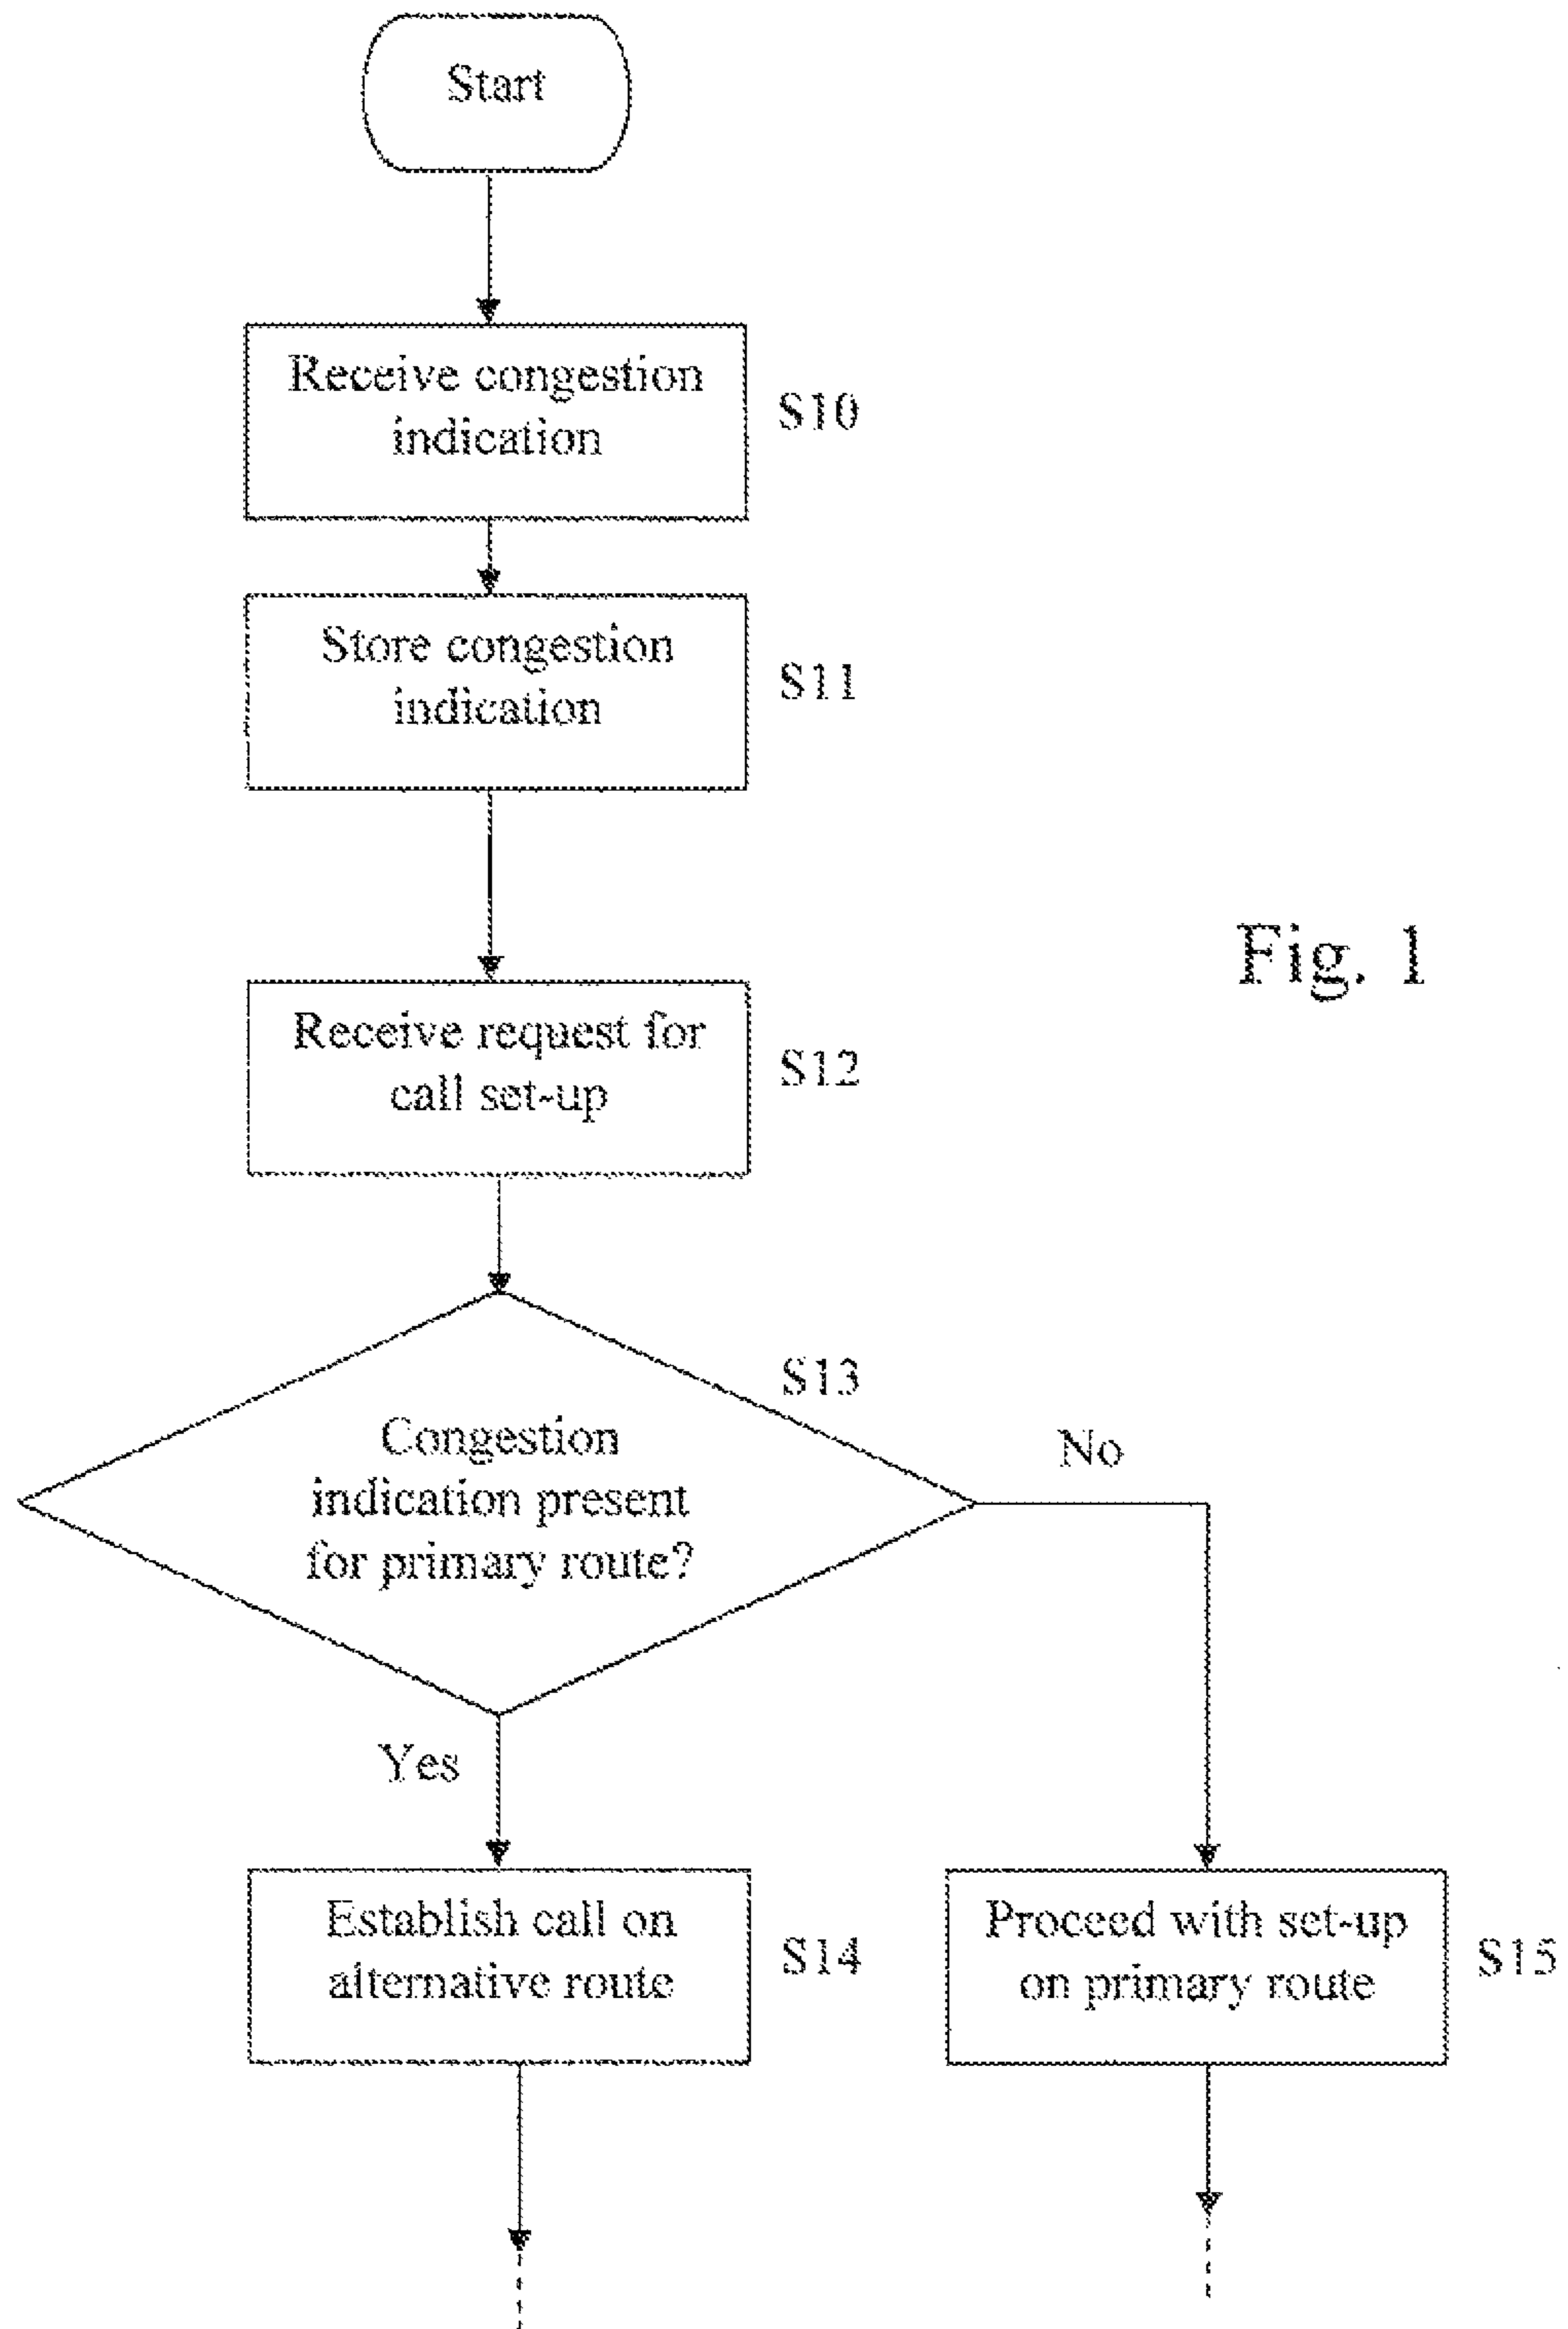 Start
Receive congestion
indication
S10
Store congestion
indication
S11
Fig. 1
Receive request for
call set-up
S12
S13
Congestion
indication present
for primary route?
No
Yes
Establish call on
alternative route
S14
Proceed with set-up
on primary route
S15